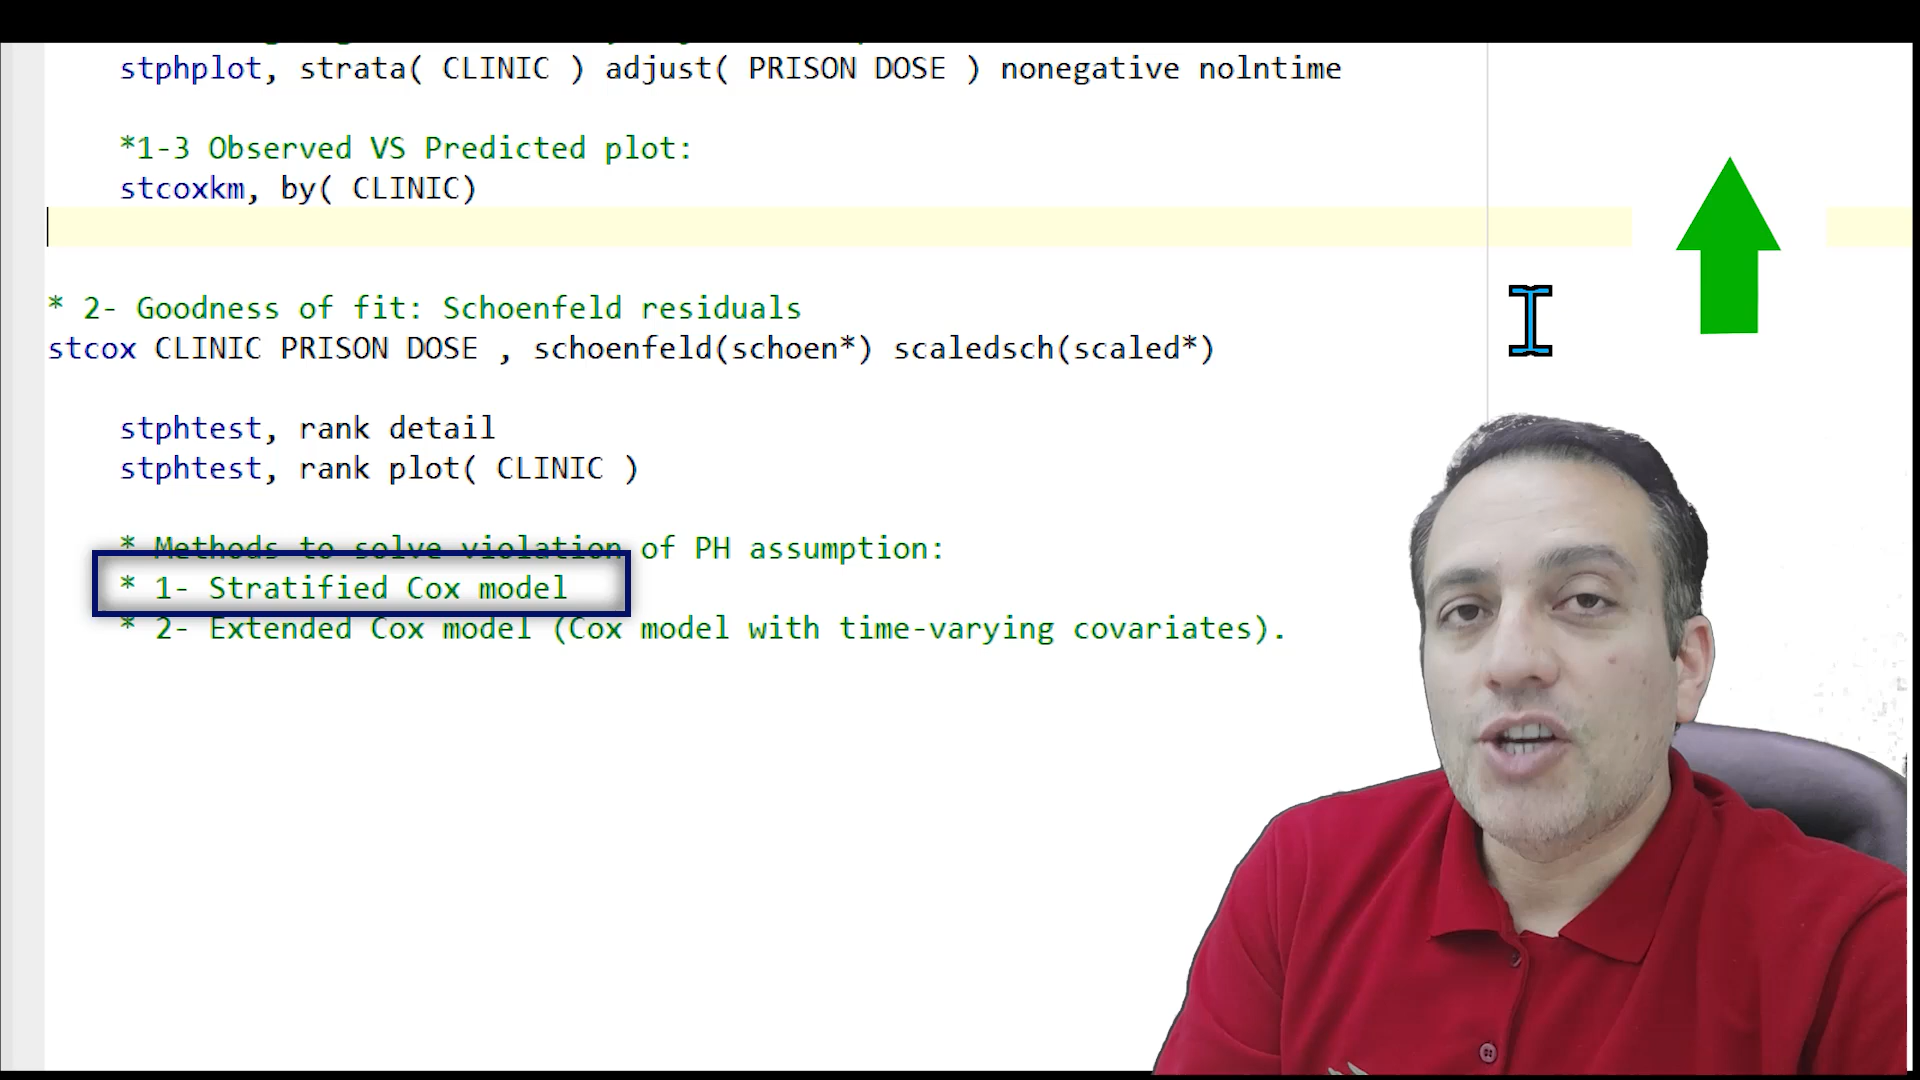 stphplot, strata( CLINIC ) adjust( PRISON DOSE ) nonegative nolntime
*1-3 Observed VS Predicted plot:
stcoxkm, by( CLINIC)
* 2- Goodness of fit: Schoenfeld residuals
stcox CLINIC PRISON DOSE , schoenfeld(schoen*) scaledsch(scaled*)
stphtest, rank detail
stphtest, rank plot( CLINIC )
* Methods to solve violation of PH assumption:
* 1- Stratified Cox model
* 2- Extended Cox model (Cox model with time-varying covariates).